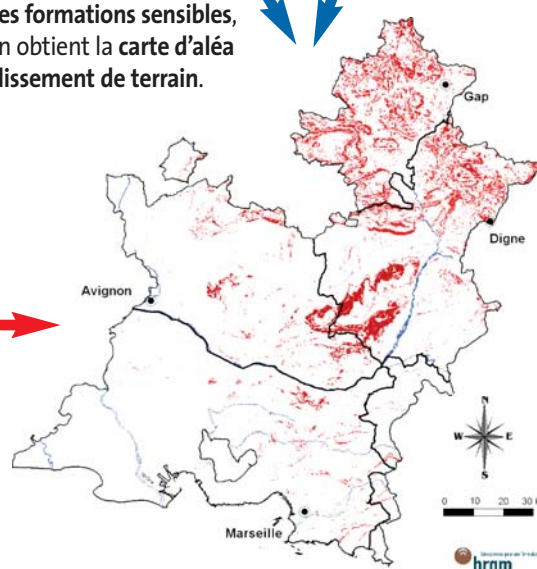 es formations sensibles,
n obtient la carte d'aléa
lissement de terrain.
Gap
Digne
Avignon
N
W E
S
0 10 20 30
Marseille
brgm